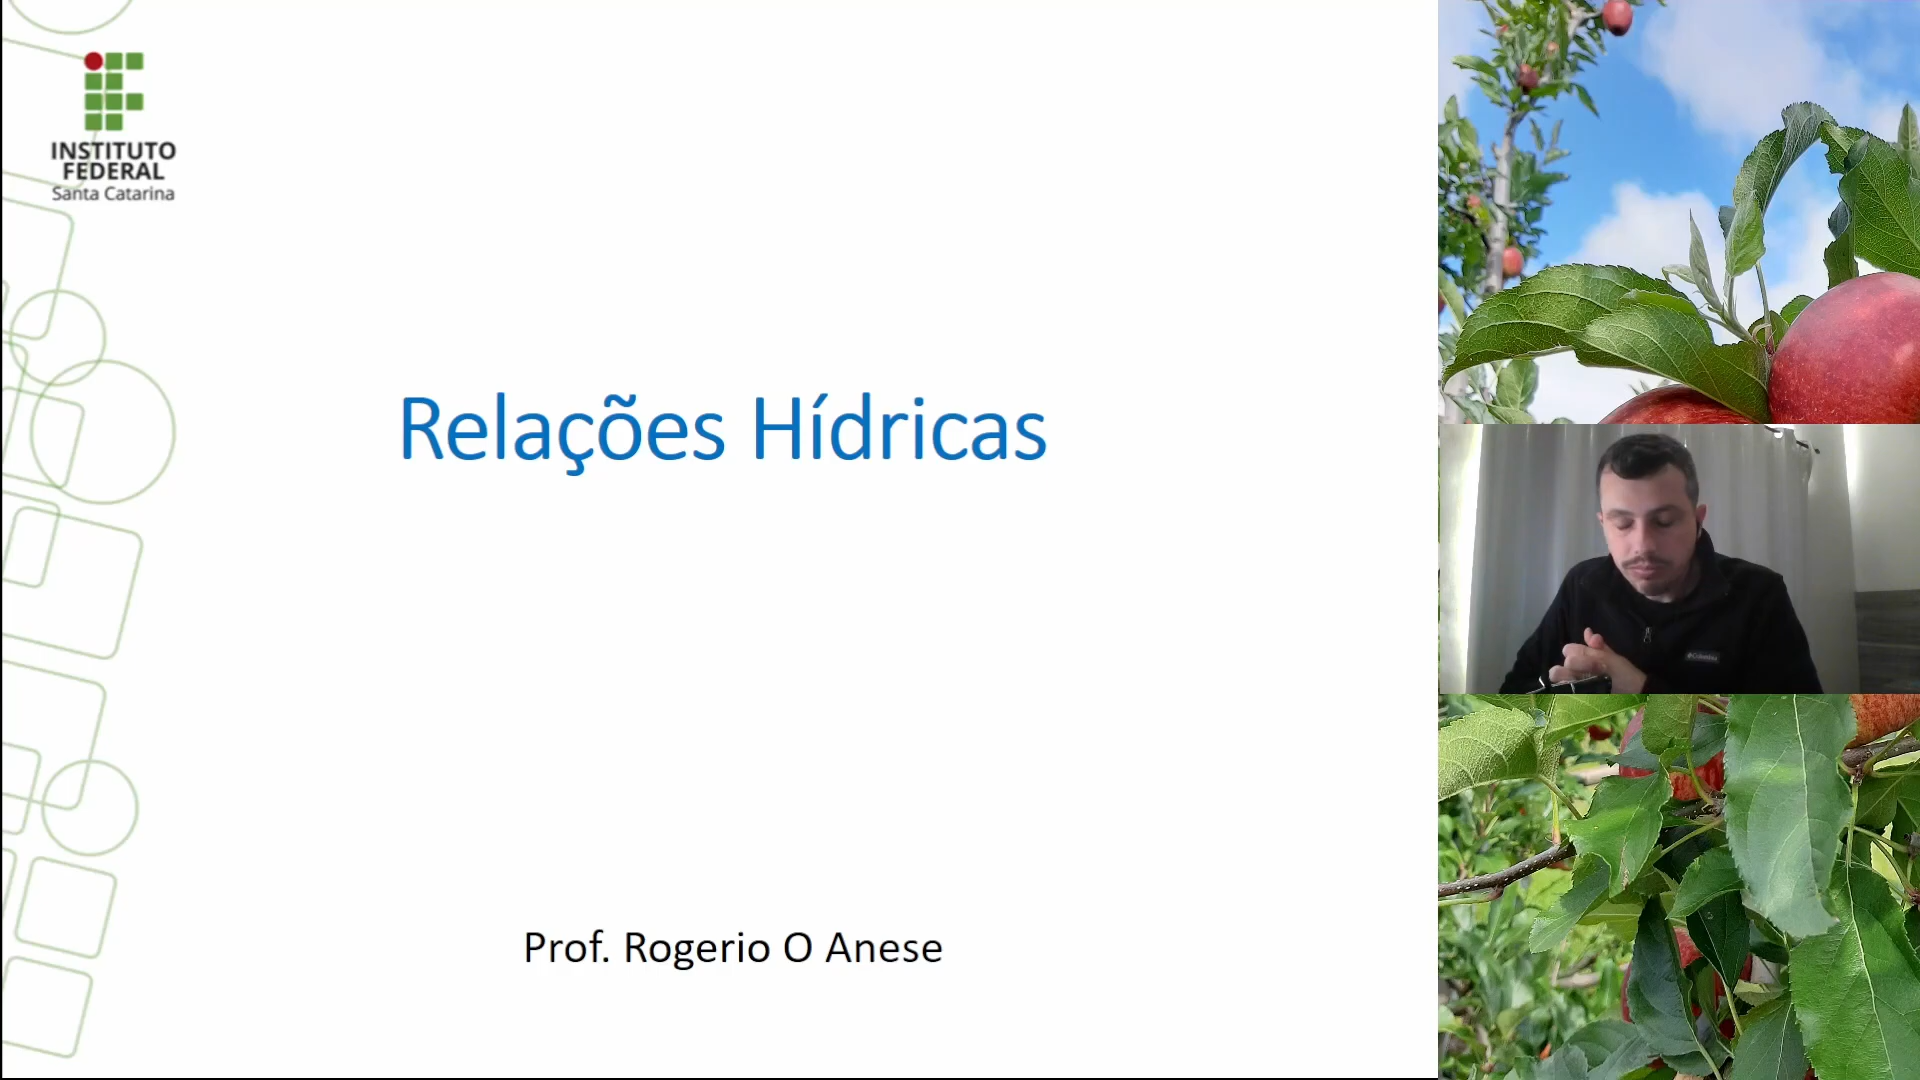 INSTITUTO
FEDERAL
Santa Catarina
Relações Hídricas
Prof. Rogerio O Anese